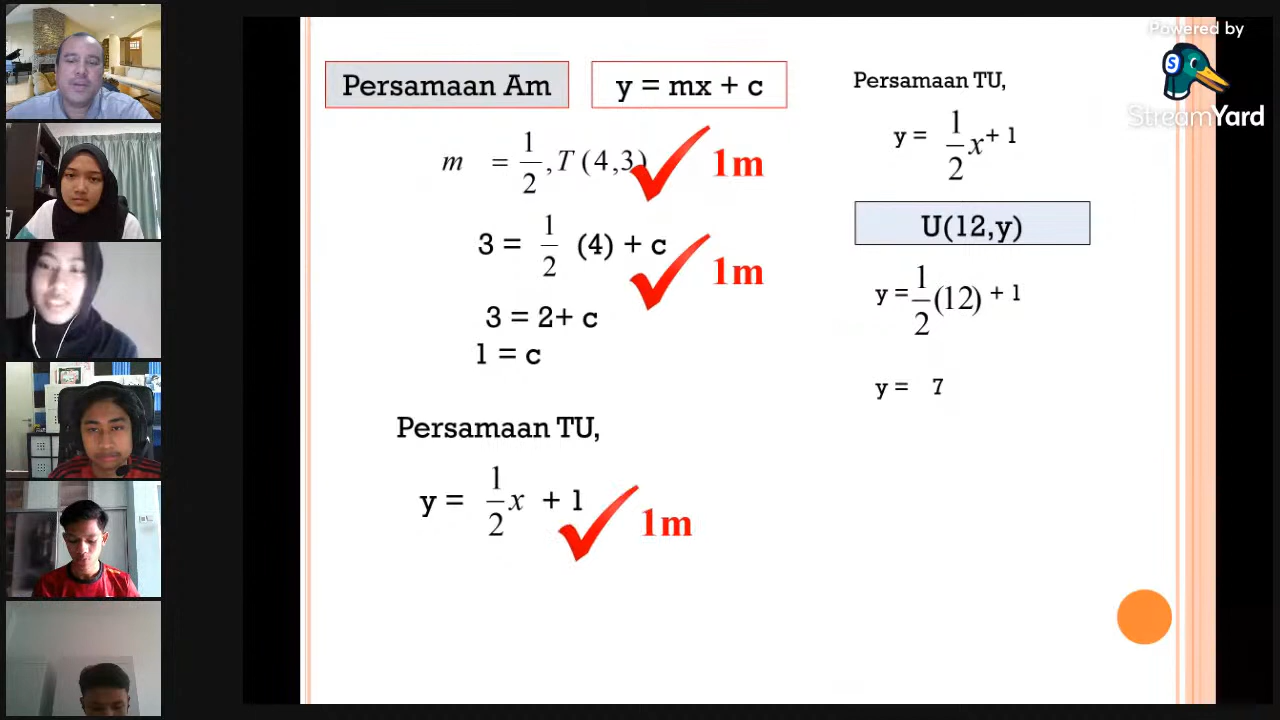 Persamaan Am
y = mx + c
m = 1/2, T (4,3)
1m
3 = 1/2 (4) + c
1m
3 = 2+ c
1 = c
Persamaan TU,
y = 1/2 x + 1
1m
Persamaan TU,
y = 1/2 x + 1
U(12,y)
y = 1/2 (12) + 1
y = 7
Powered by
S
StreamYard